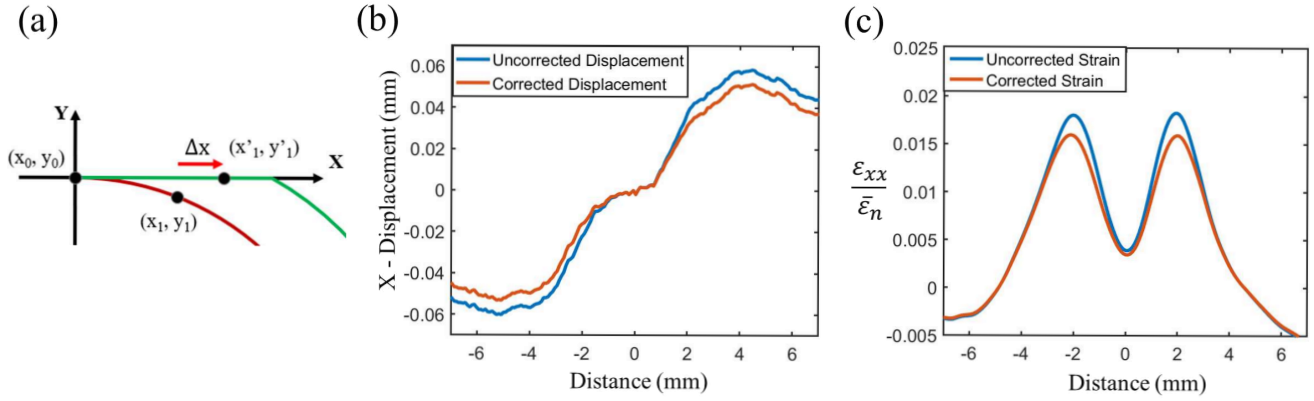 (a)
Y
(x₀, y₀)
Δx
(x'₁, y'₁)
X
(x₁, y₁)
(b)
Uncorrected Displacement
Corrected Displacement
X - Displacement (mm)
0.06
0.04
0.02
0
-0.02
-0.04
-0.06
-6
-4
-2
0
2
4
6
Distance (mm)
(c)
Uncorrected Strain
Corrected Strain
ε_xx
ε̄_n
0.025
0.02
0.015
0.01
0.005
0
-0.005
-6
-4
-2
0
2
4
6
Distance (mm)